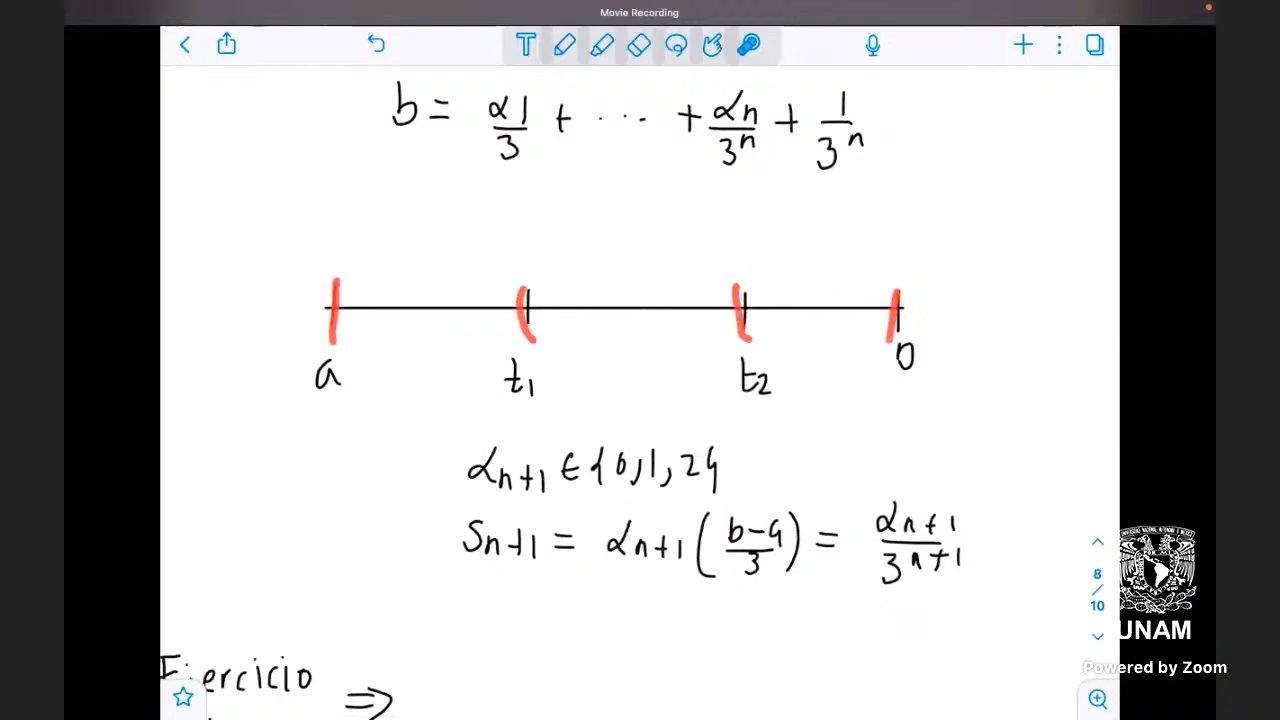 Movie Recording
b = α1/3 + ··· + αn/3^n + 1/3^n
a t1 t2 b
αn+1 ∈ {0,1,2}
Sn+1 = αn+1 (b-a/3) = αn+1/3^n+1
8
/
10
UNAM
Powered by Zoom
Ejercicio ⇒